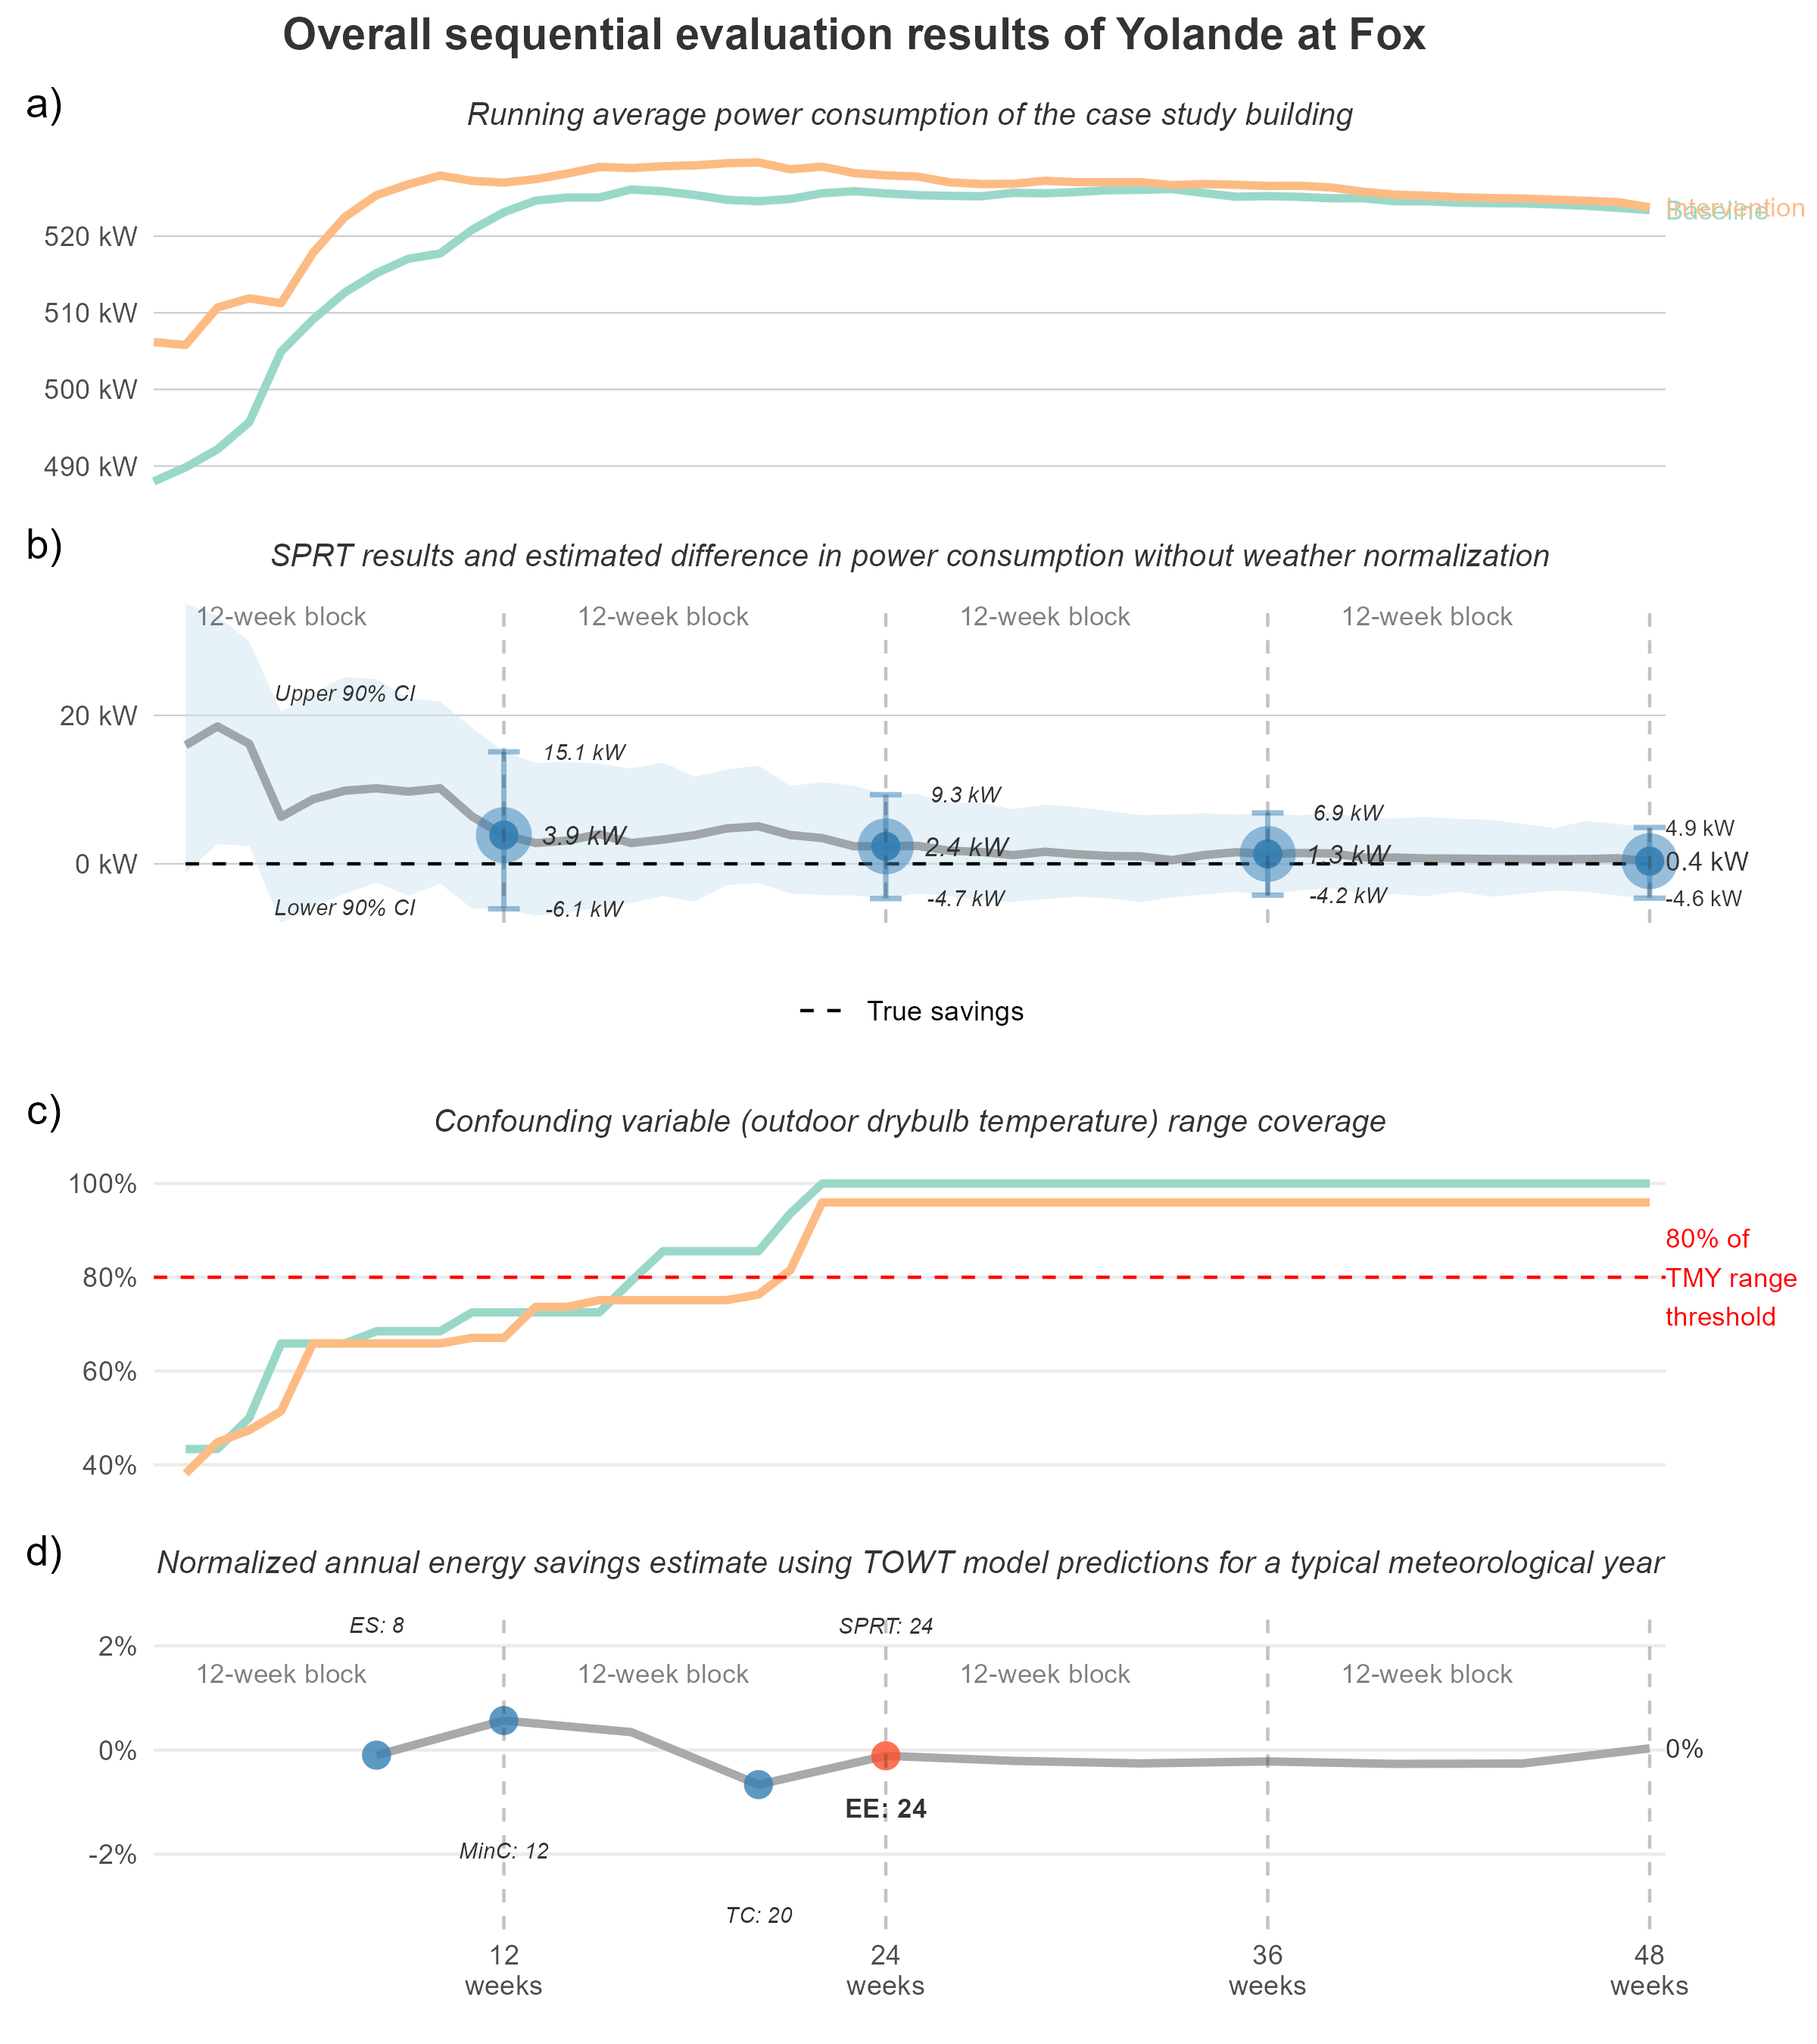 Overall sequential evaluation results of Yolande at Fox
a)
Running average power consumption of the case study building
520 kW
510 kW
500 kW
490 kW
Intervention
Baseline
b)
SPRT results and estimated difference in power consumption without weather normalization
12-week block 12-week block 12-week block 12-week block
20 kW
0 kW
Upper 90% CI
Lower 90% CI
15.1 kW
3.9 kW
-6.1 kW
9.3 kW
2.4 kW
-4.7 kW
6.9 kW
1.3 kW
-4.2 kW
4.9 kW
0.4 kW
-4.6 kW
True savings
c)
Confounding variable (outdoor drybulb temperature) range coverage
100%
80%
60%
40%
80% of
TMY range
threshold
d)
Normalized annual energy savings estimate using TOWT model predictions for a typical meteorological year
ES: 8
SPRT: 24
2%
12-week block 12-week block 12-week block 12-week block
0%
0%
EE: 24
-2%
MinC: 12
TC: 20
12
weeks
24
weeks
36
weeks
48
weeks